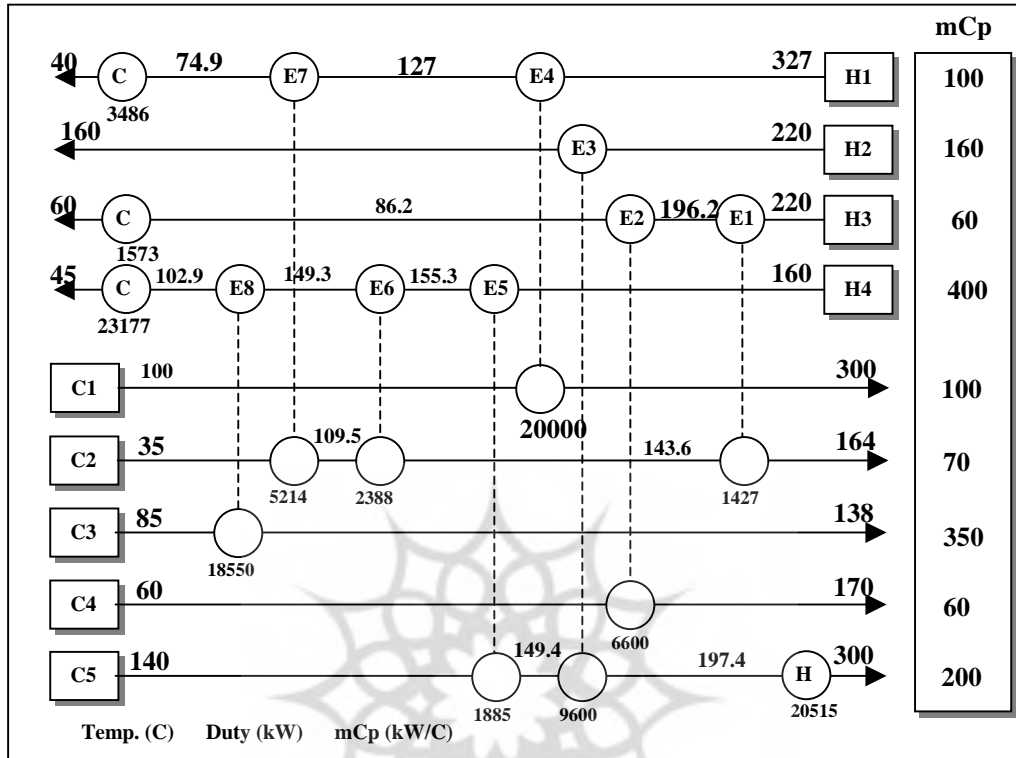 mCp
40 74.9 127 327
C E7 E4 H1 100
3486
160 220
E3 H2 160
60 86.2 196.2 220
C E2 E1 H3 60
1573
45 102.9 149.3 155.3 160
C E8 E6 E5 H4 400
23177
C1 100 300 100
20000
C2 35 109.5 143.6 164 70
5214 2388 1427
C3 85 138 350
18550
C4 60 170 60
6600
C5 140 149.4 197.4 H 300 200
1885 9600 20515
Temp. (C) Duty (kW) mCp (kW/C)